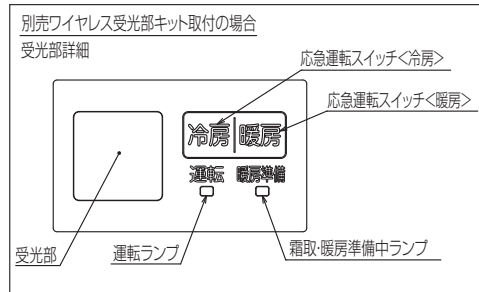 別売ワイヤレス受光部キット取付の場合
受光部詳細
応急運転スイッチ<冷房>
応急運転スイッチ<暖房>
冷房 暖房
運転 暖房準備
受光部
運転ランプ
霜取・暖房準備中ランプ